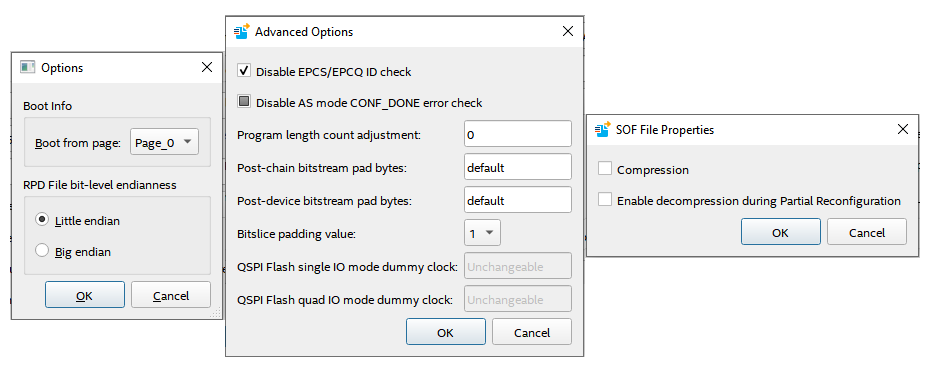 Options
Boot Info
Boot from page: Page_0
RPD File bit-level endianness
Little endian
Big endian
OK Cancel
Advanced Options
Disable EPCS/EPCQ ID check
Disable AS mode CONF_DONE error check
Program length count adjustment: 0
Post-chain bitstream pad bytes: default
Post-device bitstream pad bytes: default
Bitslice padding value: 1
QSPI Flash single IO mode dummy clock: Unchangeable
QSPI Flash quad IO mode dummy clock: Unchangeable
OK Cancel
SOF File Properties
Compression
Enable decompression during Partial Reconfiguration
OK Cancel